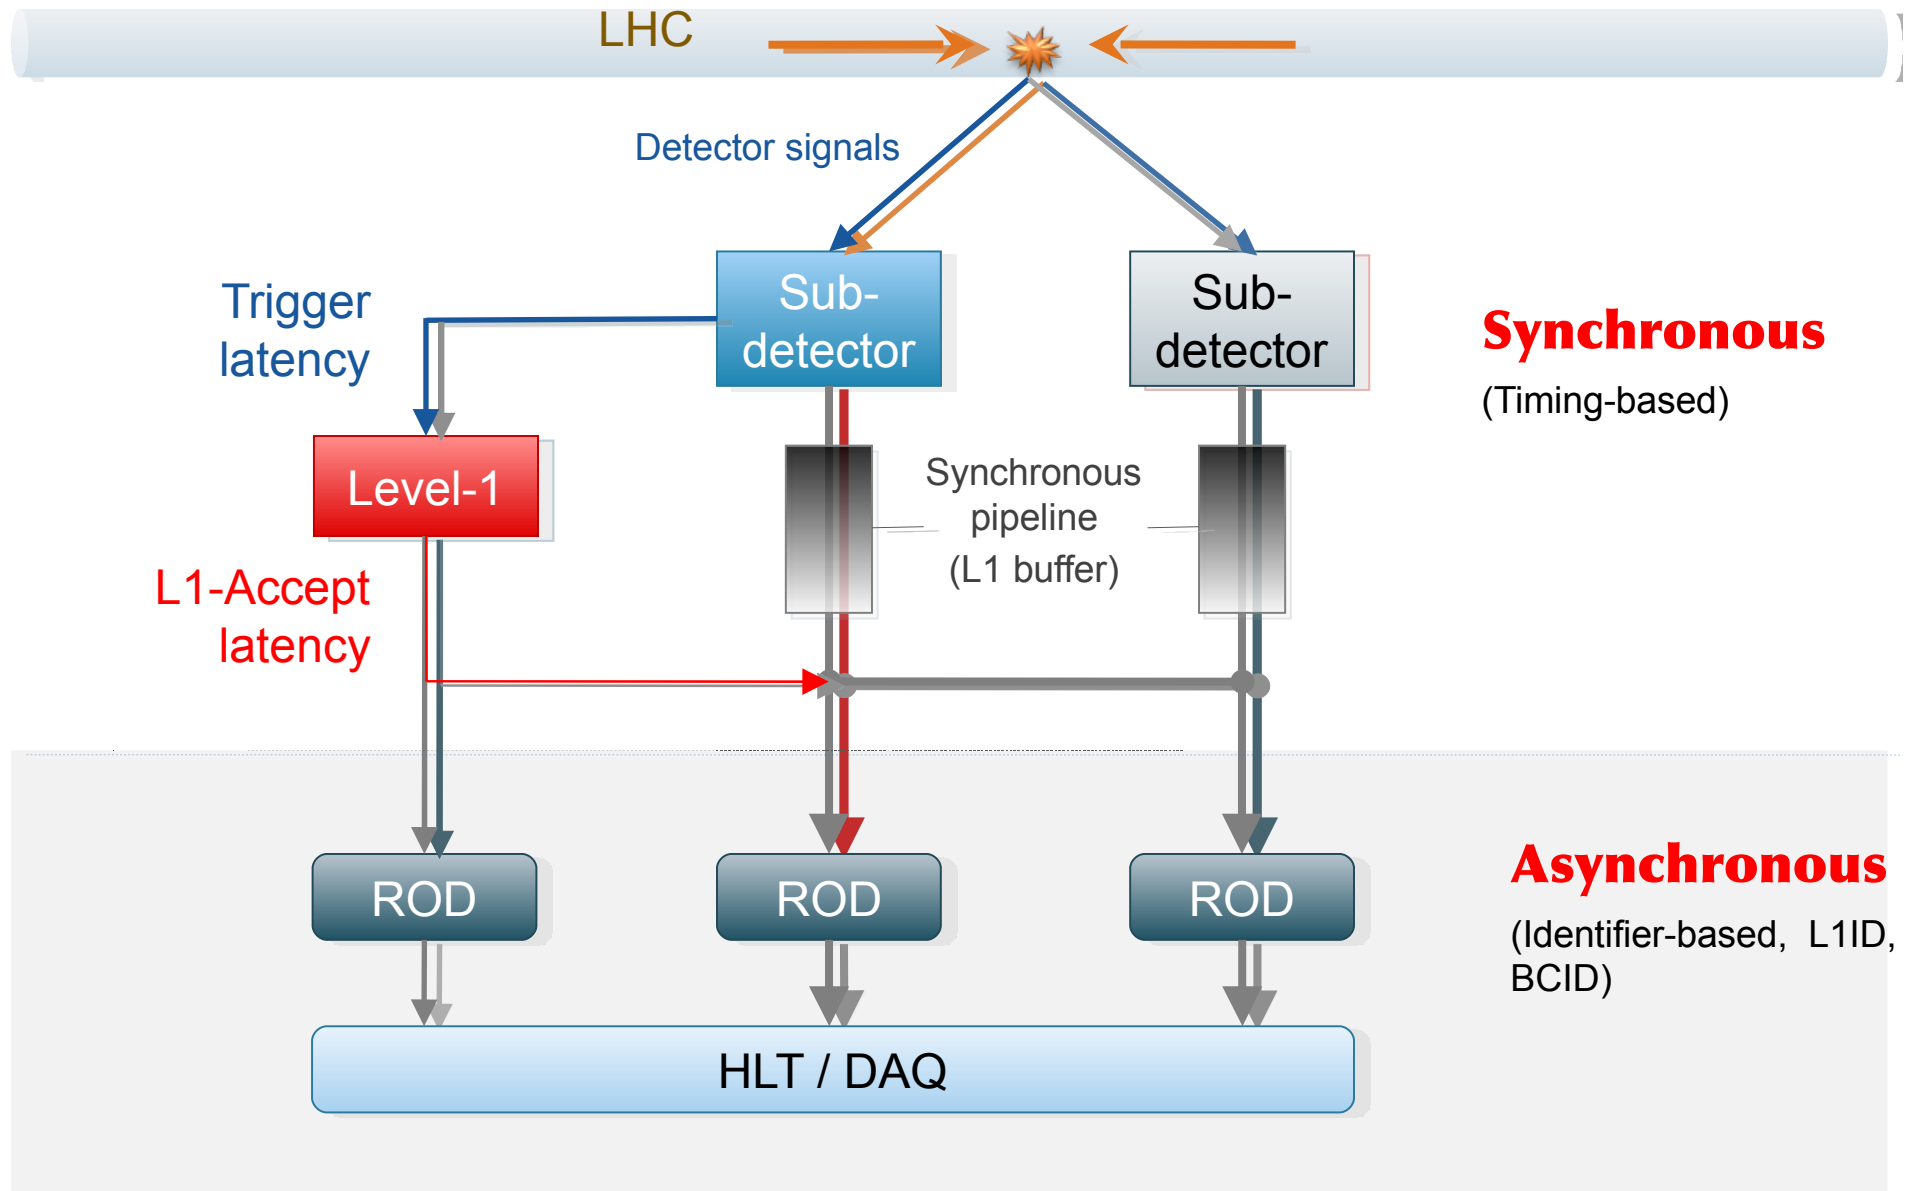 LHC
Detector signals
Trigger
latency
Sub-
detector
Sub-
detector
Synchronous
(Timing-based)
Level-1
Synchronous
pipeline
(L1 buffer)
L1-Accept
latency
ROD
ROD
ROD
Asynchronous
(Identifier-based, L1ID,
BCID)
HLT / DAQ